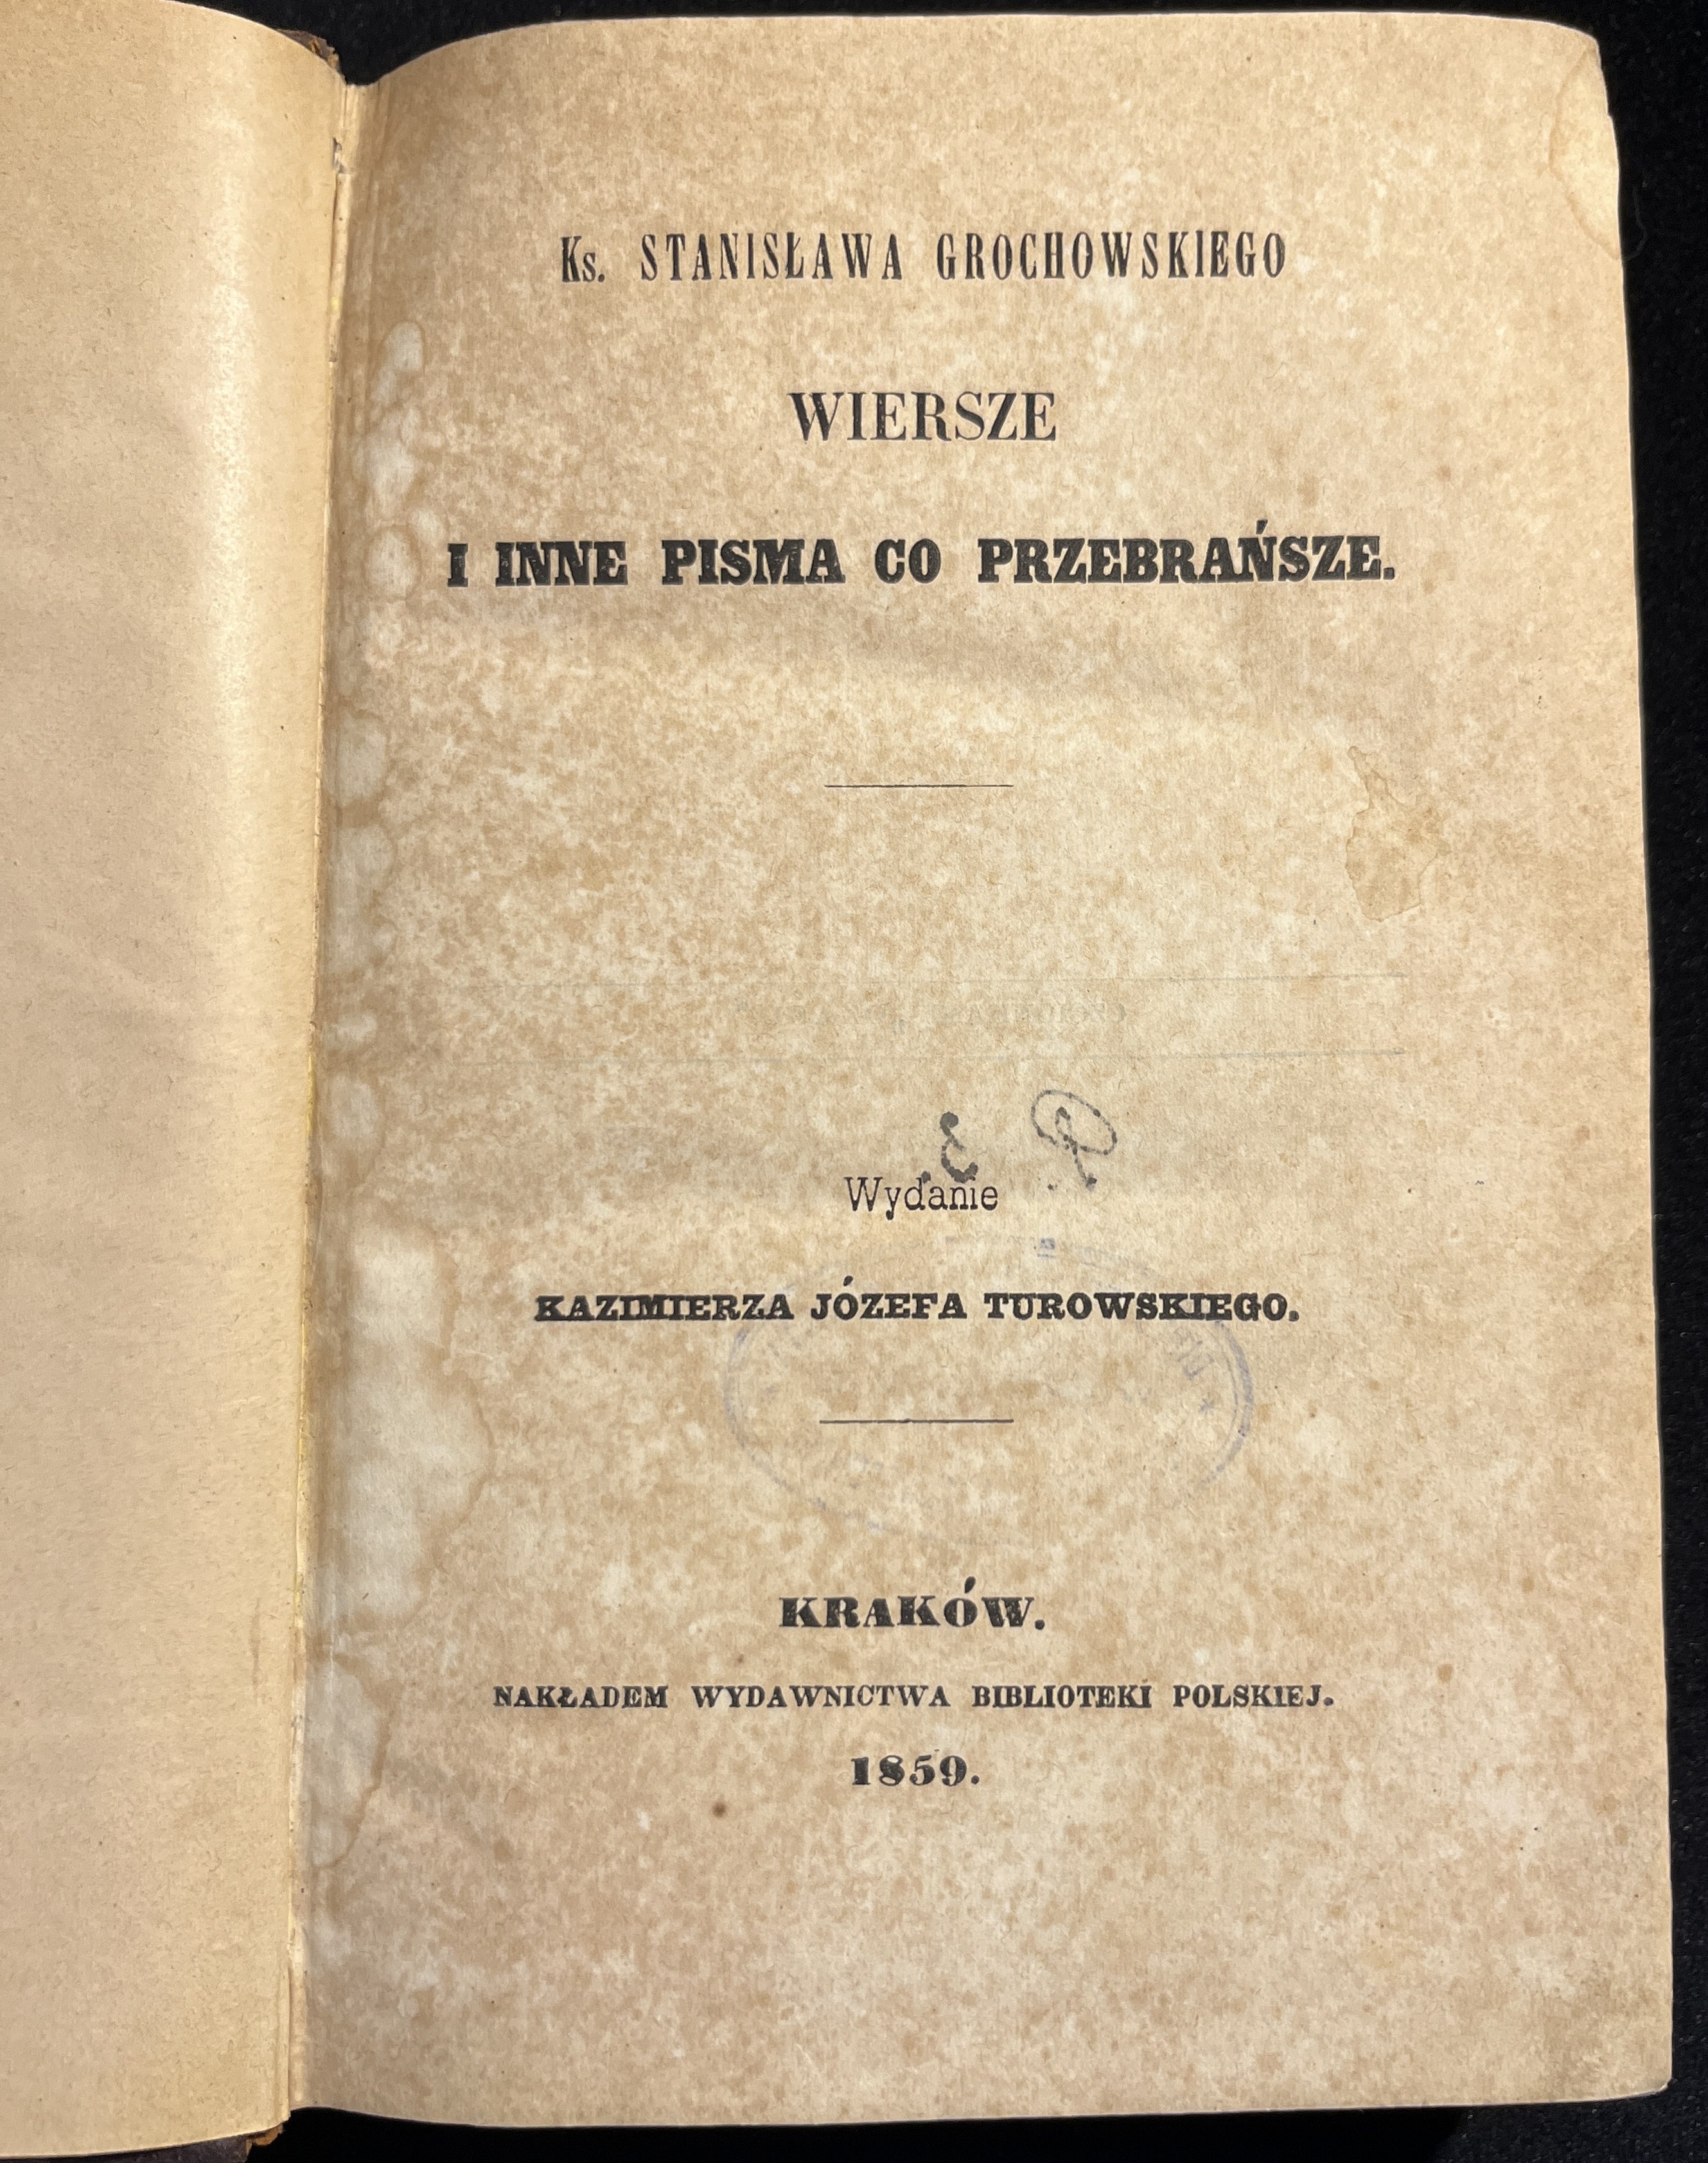 Ks. STANISŁAWA GROCHOWSKIEGO
WIERSZE
I INNE PISMA CO PRZEBRAŃSZE.
Wydanie
KAZIMIERZA JÓZEFA TUROWSKIEGO.
KRAKÓW.
NAKŁADEM WYDAWNICTWA BIBLIOTEKI POLSKIEJ.
1859.